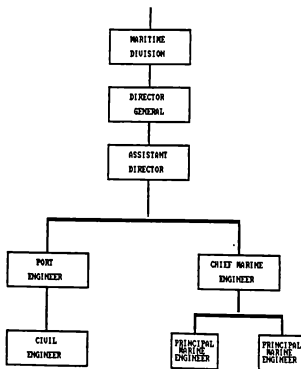 MARITIME
DIVISION
DIRECTOR
GENERAL
ASSISTANT
DIRECTOR
PORT
ENGINEER
CHIEF MARINE
ENGINEER
CIVIL
ENGINEER
PRINCIPAL
MARINE
ENGINEER
PRINCIPAL
MARINE
ENGINEER